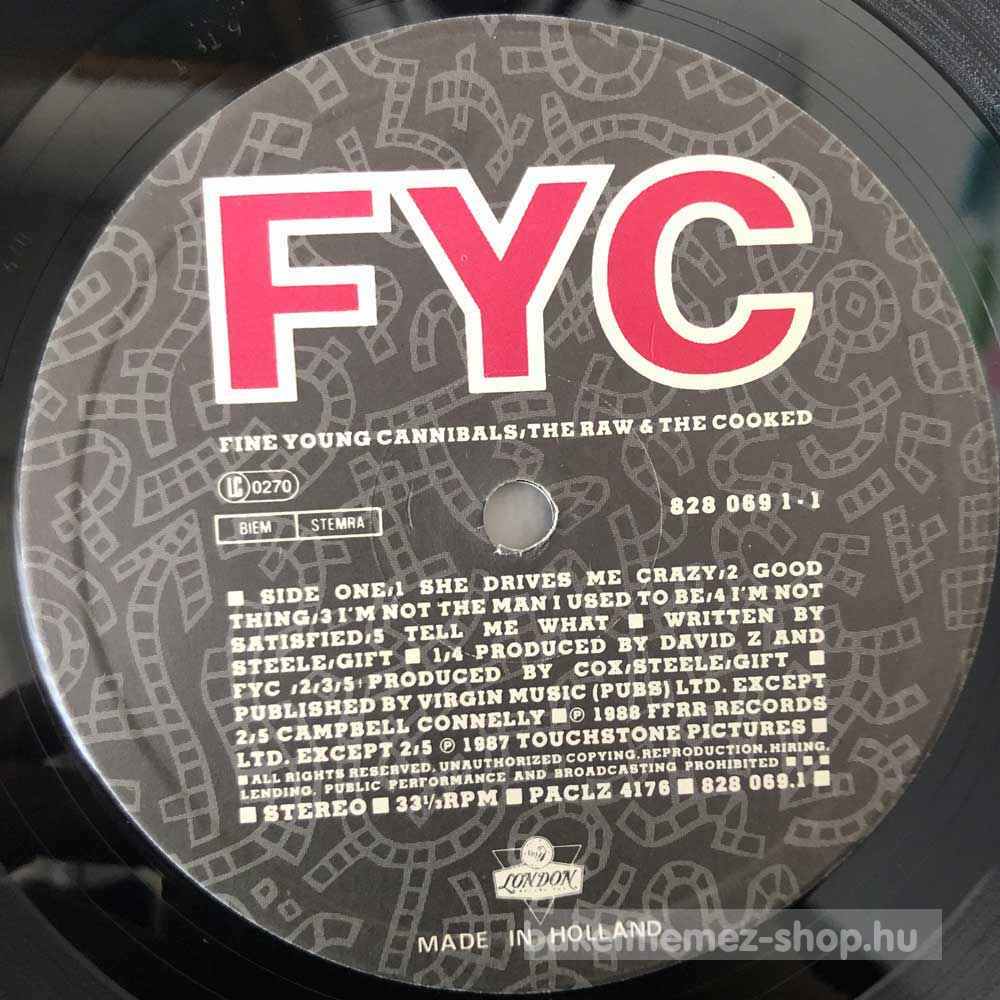 FYC
FINE YOUNG CANNIBALS/THE RAW & THE COOKED
LC 0270
828 069 1-1
BIEM STEMRA
■ SIDE ONE/1 SHE DRIVES ME CRAZY/2 GOOD
THING/3 I'M NOT THE MAN I USED TO BE/4 I'M NOT
SATISFIED/5 TELL ME WHAT ■ WRITTEN BY
STEELE/GIFT ■ 1/4 PRODUCED BY DAVID Z AND
FYC /2/3/5/PRODUCED BY COX/STEELE/GIFT ■
PUBLISHED BY VIRGIN MUSIC (PUBS) LTD. EXCEPT
2/5 CAMPBELL CONNELLY ■ ℗ 1988 FFRR RECORDS
LTD. EXCEPT 2/5 ℗ 1987 TOUCHSTONE PICTURES ■
■ ALL RIGHTS RESERVED. UNAUTHORIZED COPYING. REPRODUCTION. HIRING.
LENDING. PUBLIC PERFORMANCE AND BROADCASTING PROHIBITED ■ ■ ■
■ STEREO ■ 33⅓RPM ■ PACLZ 4176 ■ 828 069.1 ■
LONDON
MADE IN HOLLAND
bakelitlemez-shop.hu